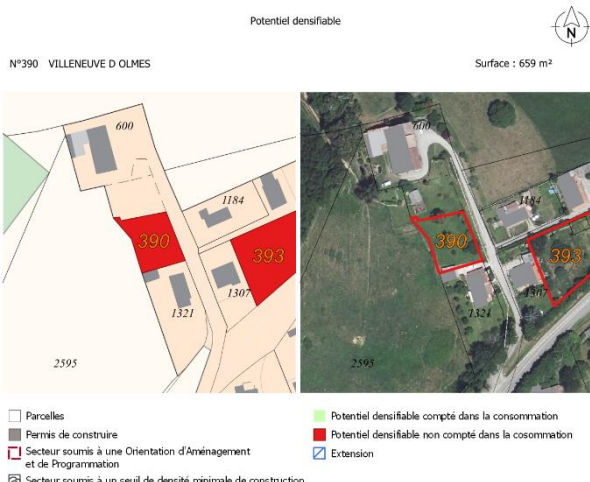 Potentiel densifiable
N
N°390 VILLENEUVE D OLMES
Surface : 659 m²
600
1184
390
393
1307
1321
2595
600
1184
390
393
1307
1321
2595
Parcelles
Permis de construire
Secteur soumis à une Orientation d'Aménagement
et de Programmation
Secteur soumis à un seuil de densité minimale de construction
Potentiel densifiable compté dans la consommation
Potentiel densifiable non compté dans la cosommation
Extension